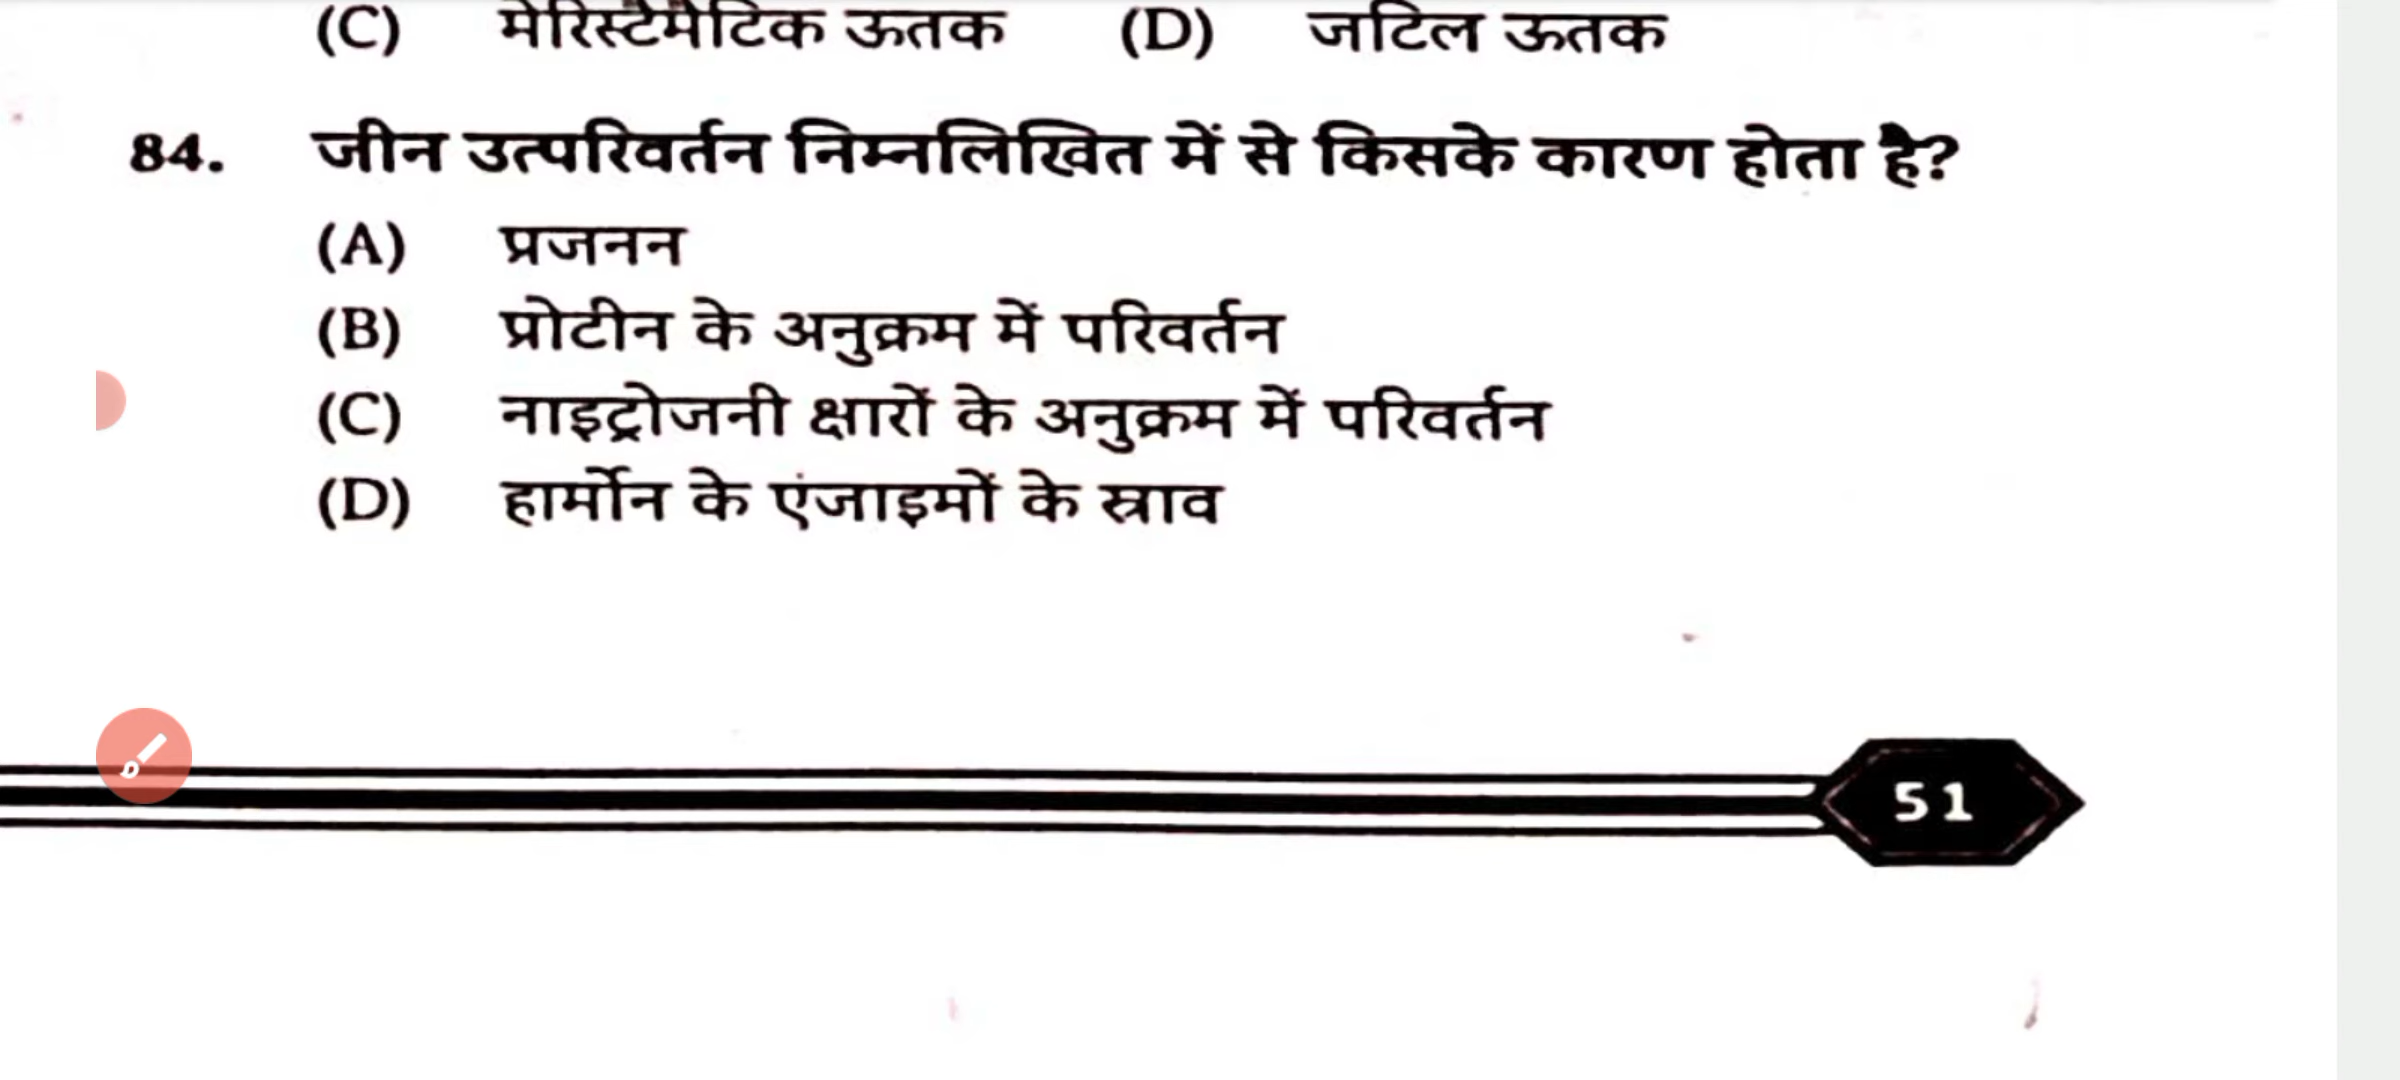 (C) मेरिस्टेमेटिक ऊतक (D) जटिल ऊतक
84. जीन उत्परिवर्तन निम्नलिखित में से किसके कारण होता है?
(A) प्रजनन
(B) प्रोटीन के अनुक्रम में परिवर्तन
(C) नाइट्रोजनी क्षारों के अनुक्रम में परिवर्तन
(D) हार्मोन के एंजाइमों के स्राव
51